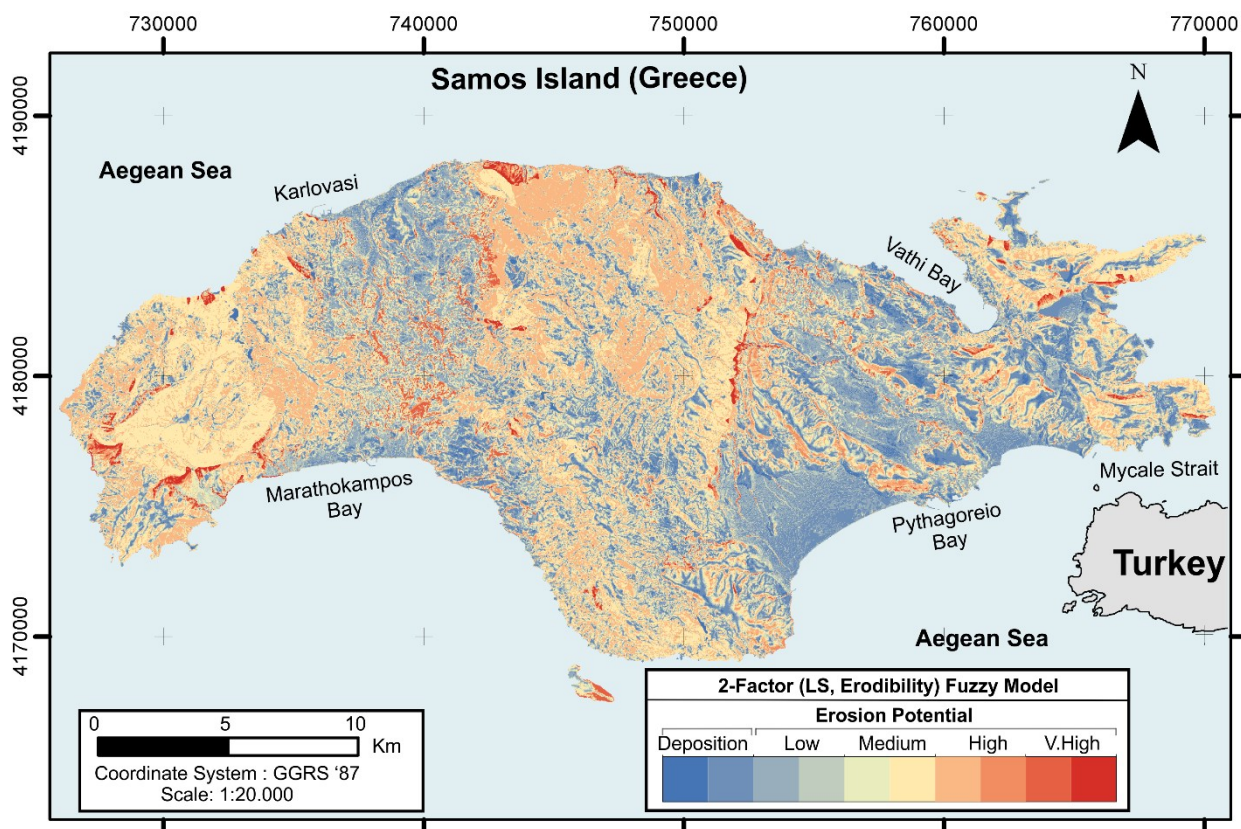 730000 740000 750000 760000 770000
Samos Island (Greece)
N
4190000
Aegean Sea
Karlovasi
Vathi Bay
4180000
Marathokampos
Bay
Mycale Strait
Pythagoreio
Bay
Turkey
4170000
Aegean Sea
2-Factor (LS, Erodibility) Fuzzy Model
Erosion Potential
Deposition Low Medium High V.High
0 5 10
Km
Coordinate System : GGRS ‘87
Scale: 1:20.000